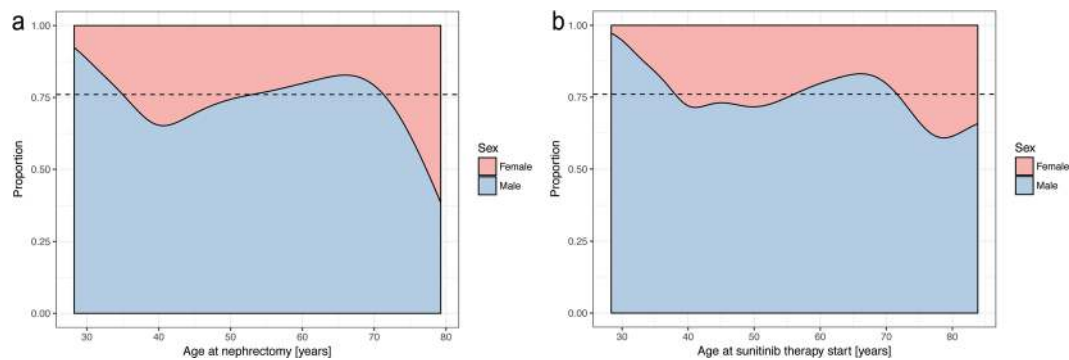 a
Proportion
1.00
0.75
0.50
0.25
0.00
30 40 50 60 70 80
Age at nephrectomy [years]
Sex
Female
Male
b
Proportion
1.00
0.75
0.50
0.25
0.00
30 40 50 60 70 80
Age at sunitinib therapy start [years]
Sex
Female
Male